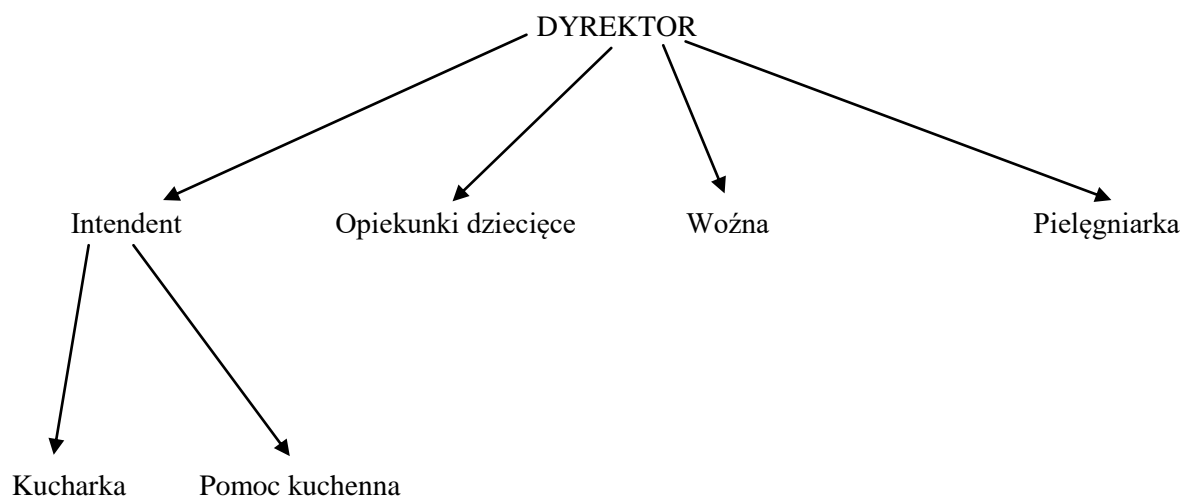 DYREKTOR
Intendent Opiekunki dziecięce Woźna Pielęgniarka
Kucharka Pomoc kuchenna